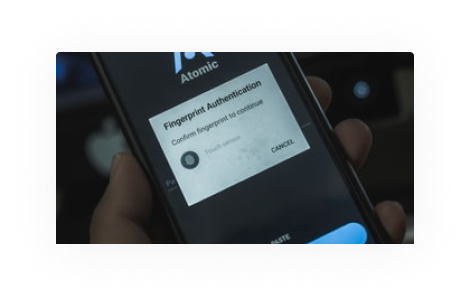 Atomic
Fingerprint Authentication
Confirm fingerprint to continue
Touch sensor
CANCEL
PASTE